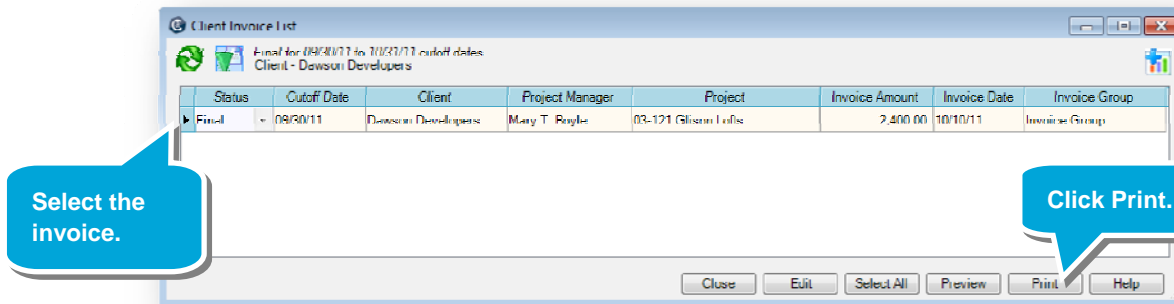 Client Invoice List
Final for 09/30/11 to 10/31/11 cutoff dates
Client - Dawson Developers
Status Cutoff Date Client Project Manager Project Invoice Amount Invoice Date Invoice Group
Final 09/30/11 Dawson Developers Mary T. 03-121 Lofts 2,400.00 10/10/11 Invoice Group
Select the
invoice.
Click Print.
Close Edit Select All Preview Print Help